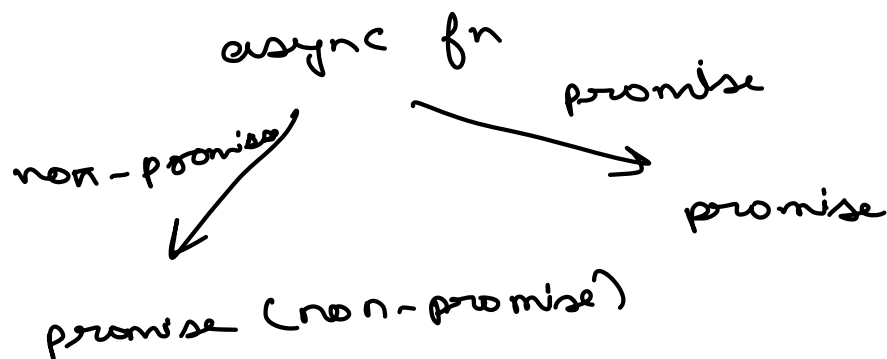 async fn
promise
non-promise
promise
promise (non-promise)